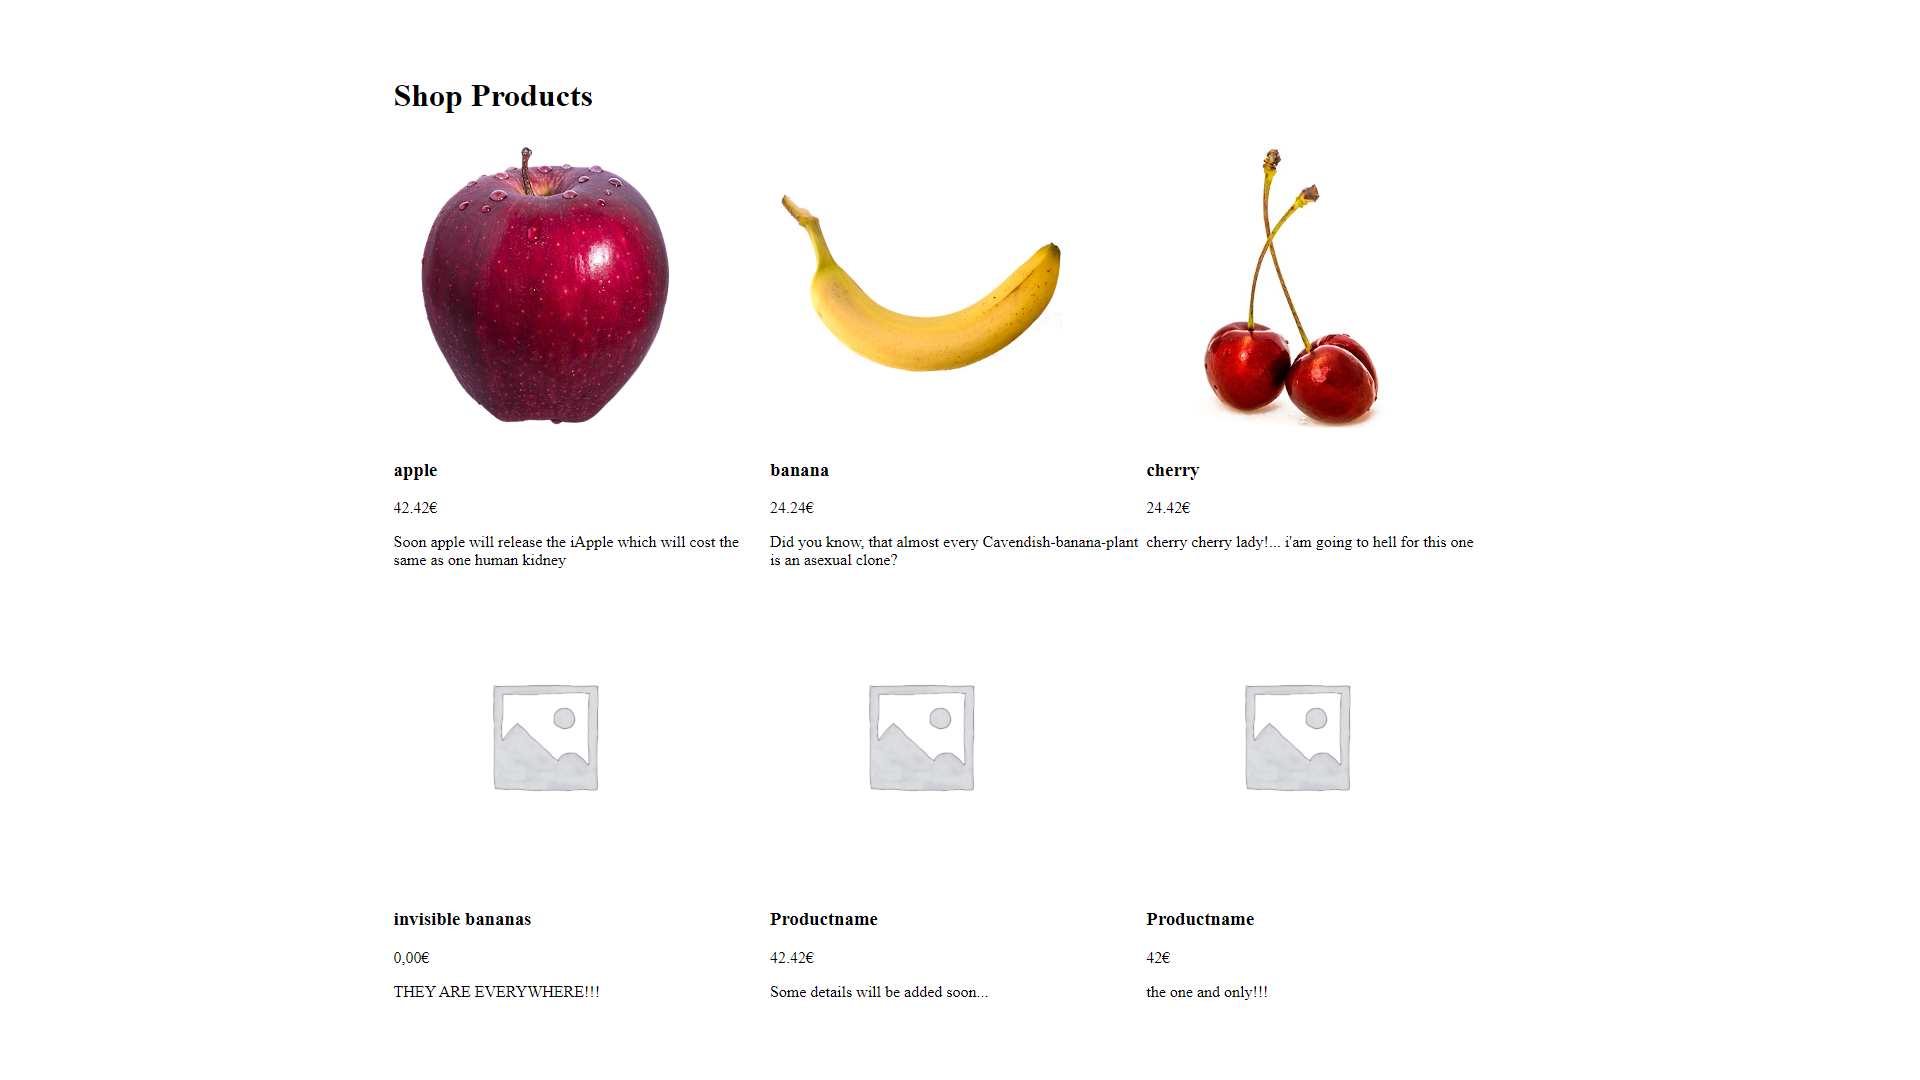 Shop Products
apple
42.42€
Soon apple will release the iApple which will cost the
same as one human kidney
banana
24.24€
Did you know, that almost every Cavendish-banana-plant
is an asexual clone?
cherry
24.42€
cherry cherry lady!... i'am going to hell for this one
invisible bananas
0,00€
THEY ARE EVERYWHERE!!!
Productname
42.42€
Some details will be added soon...
Productname
42€
the one and only!!!